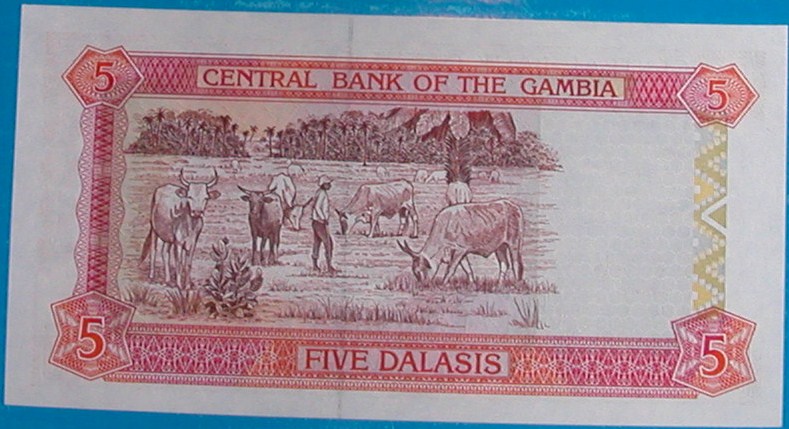 5 CENTRAL BANK OF THE GAMBIA 5
5 FIVE DALASIS 5